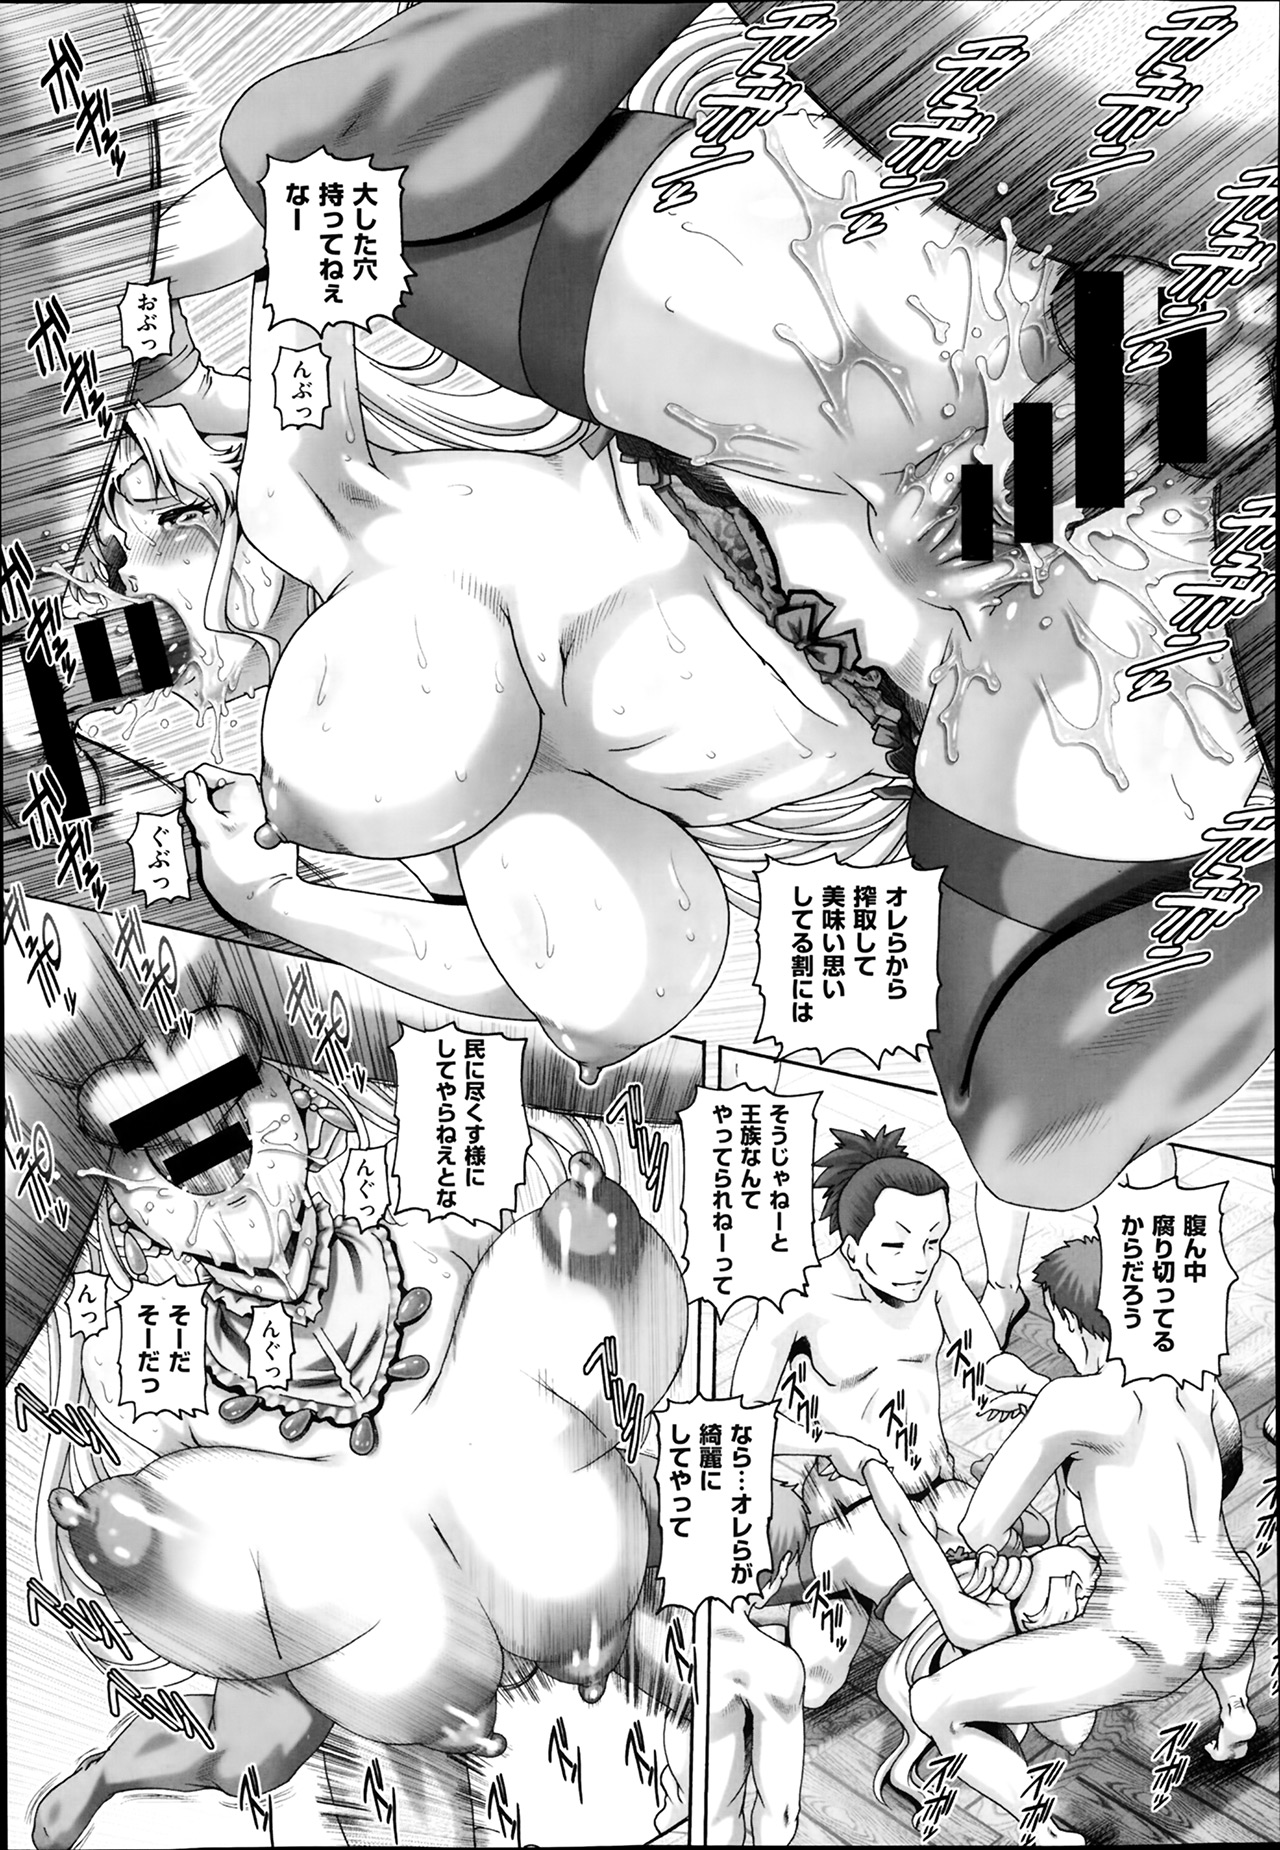 オレらから
搾取して
美味い思い
してる割には
大した穴
持ってねぇ
なー
んぶっ
おぶっ
ぐぶっ
腹ん中
腐り切ってる
からだろう
そうじゃねーと
王族なんて
やってられねーって
なら…オレらが
綺麗に
してやって
民に尽くす様に
してやらねえとな
んぐっ
そーだ
そーだっ
んぐっ
んっ